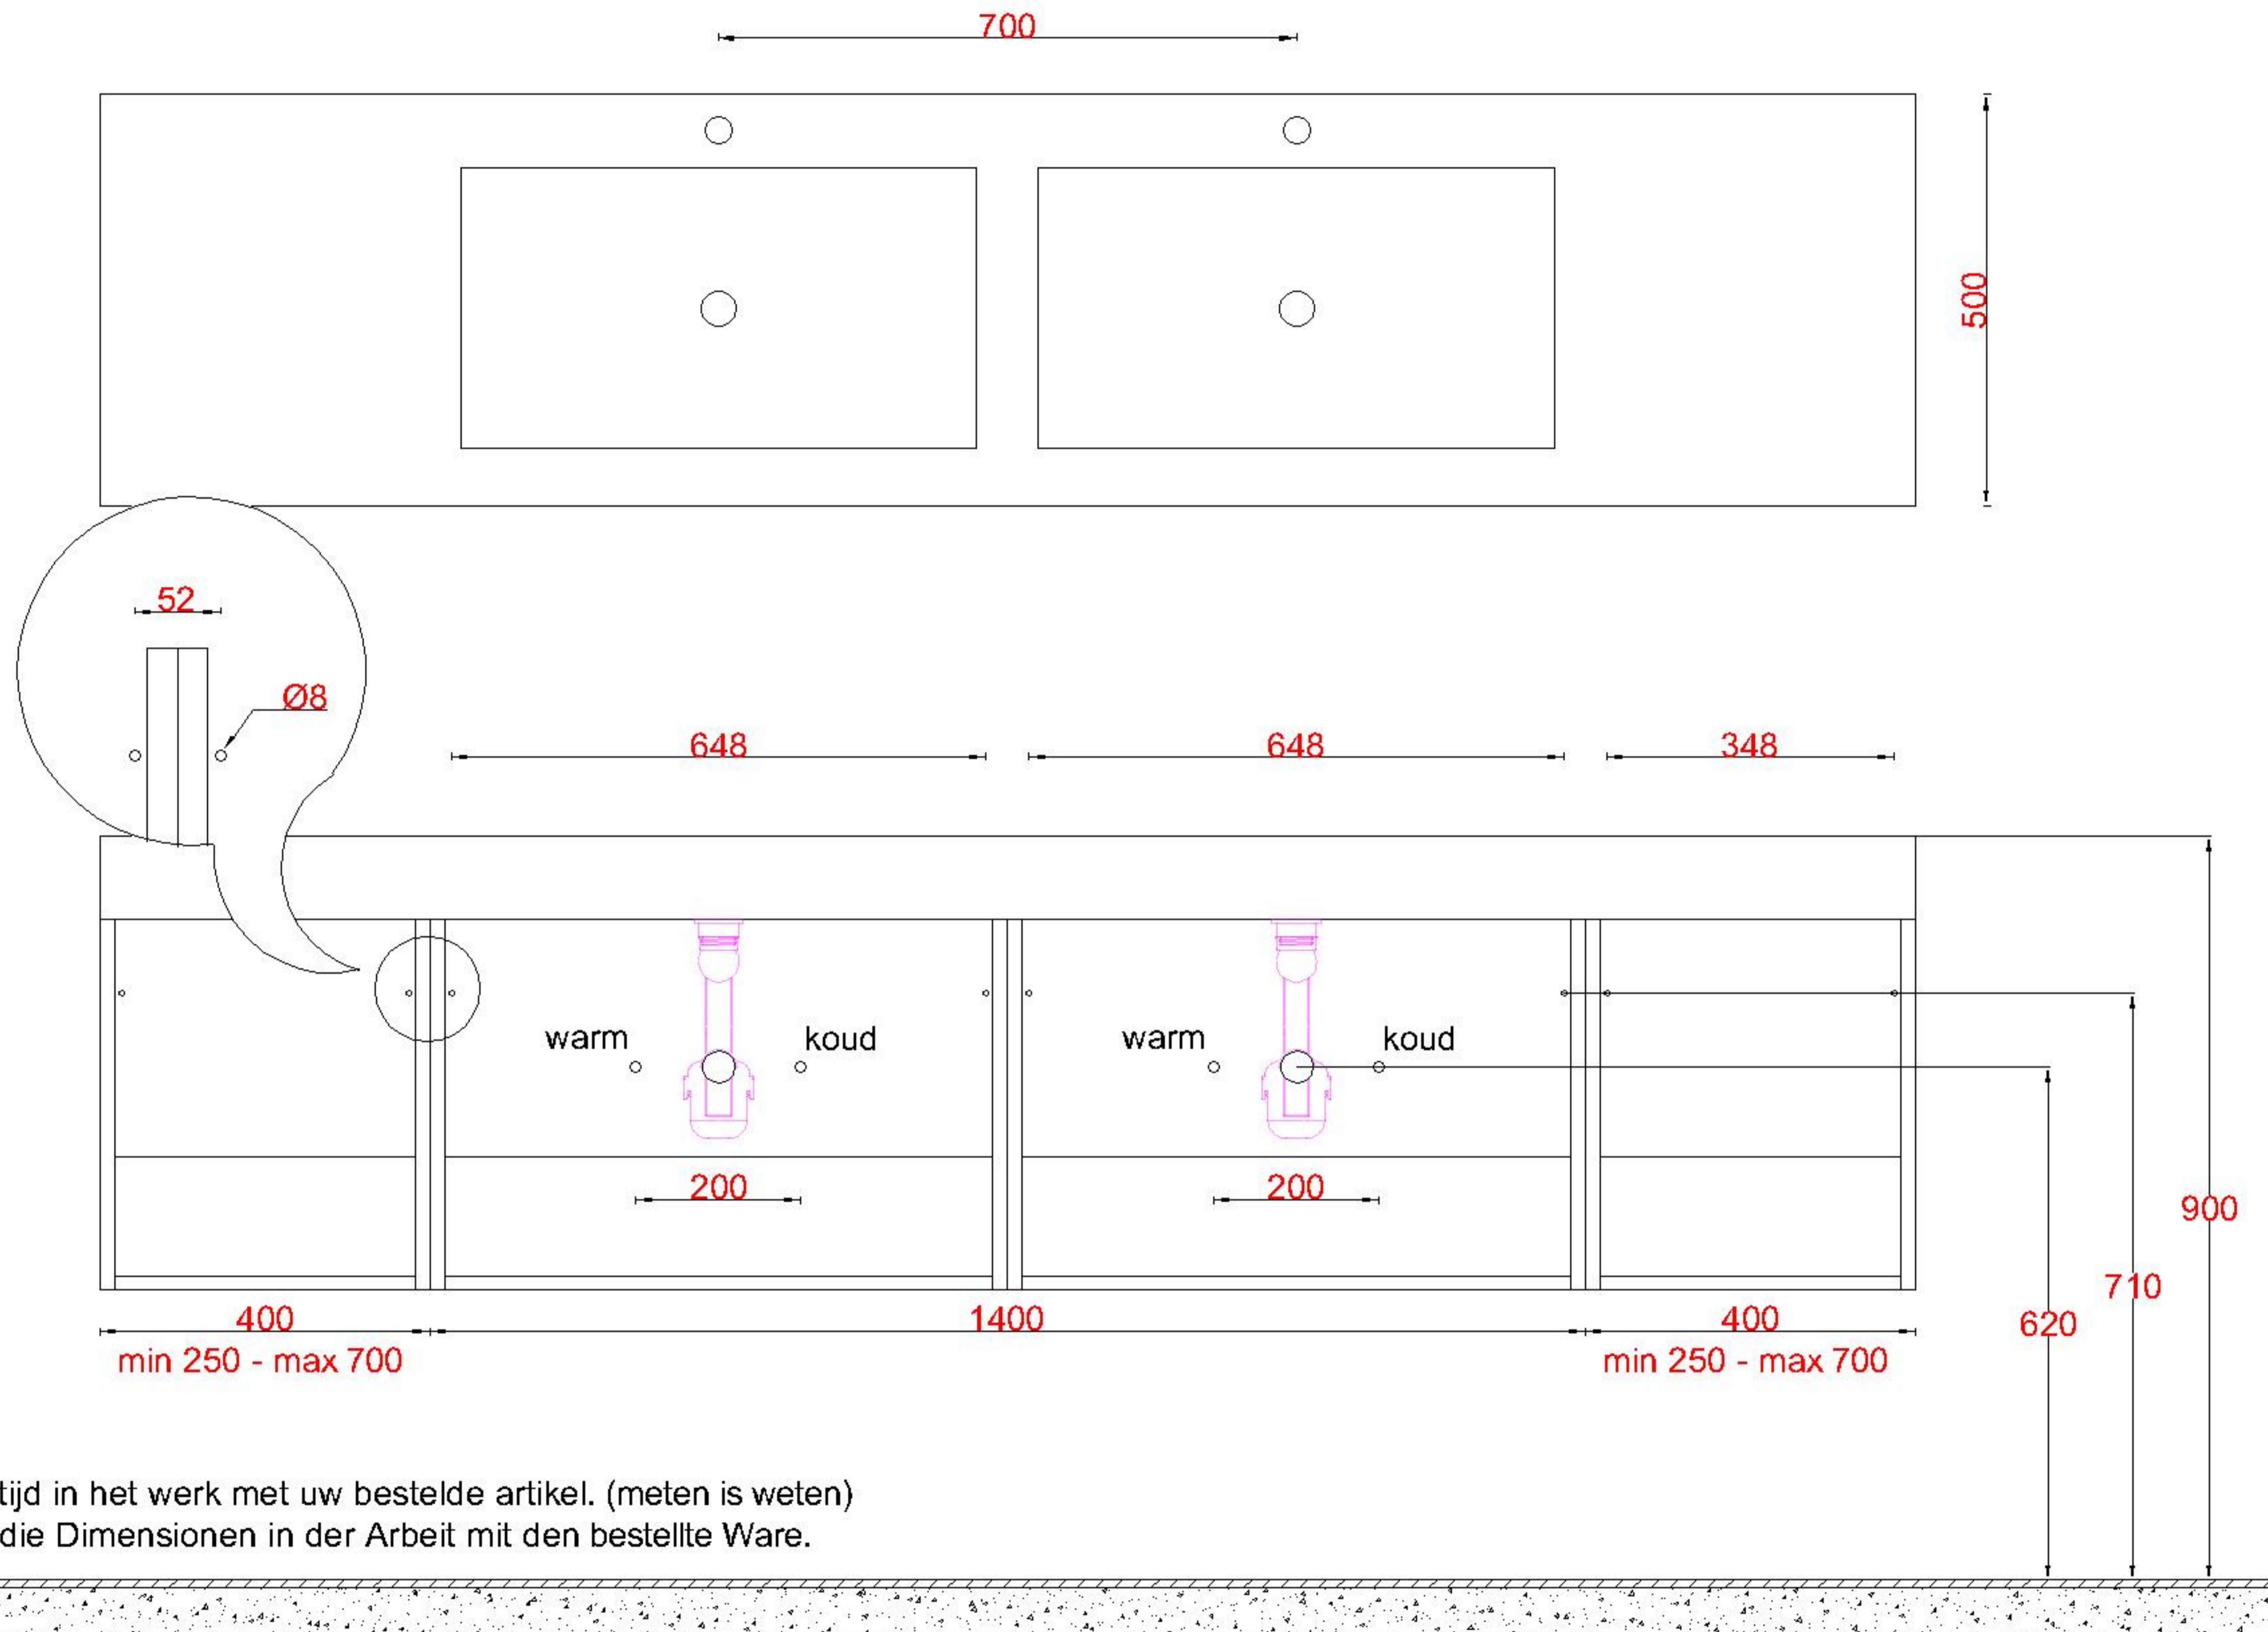 700
500
52
Ø8
648
648
348
warm
koud
warm
koud
200
200
900
710
620
400
1400
400
min 250 - max 700
min 250 - max 700
tijd in het werk met uw bestelde artikel. (meten is weten)
die Dimensionen in der Arbeit mit den bestellte Ware.